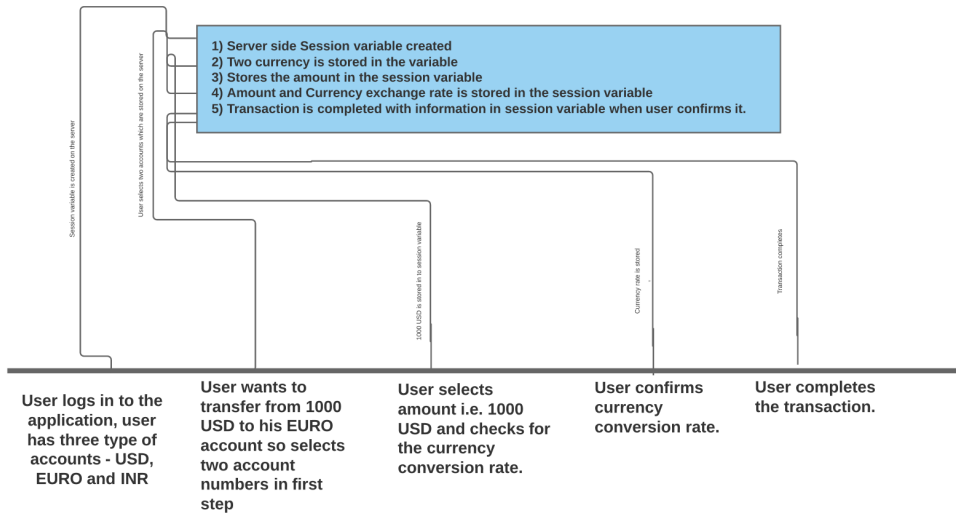 1) Server side Session variable created
2) Two currency is stored in the variable
3) Stores the amount in the session variable
4) Amount and Currency exchange rate is stored in the session variable
5) Transaction is completed with information in session variable when user confirms it.
Session variable is created on the server
User selects two accounts which are stored on the server
1000 USD is stored in to session variable
Currency rate is stored
Transaction completes
User logs in to the
application, user
has three type of
accounts - USD,
EURO and INR
User wants to
transfer from 1000
USD to his EURO
account so selects
two account
numbers in first
step
User selects
amount i.e. 1000
USD and checks for
the currency
conversion rate.
User confirms
currency
conversion rate.
User completes
the transaction.